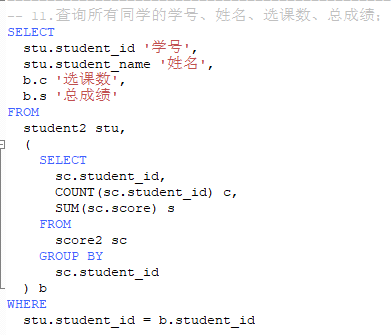 -- 11.查询所有同学的学号、姓名、选课数、总成绩；
SELECT
stu.student_id '学号',
stu.student_name '姓名',
b.c '选课数',
b.s '总成绩'
FROM
student2 stu,
(
SELECT
sc.student_id,
COUNT(sc.student_id) c,
SUM(sc.score) s
FROM
score2 sc
GROUP BY
sc.student_id
) b
WHERE
stu.student_id = b.student_id